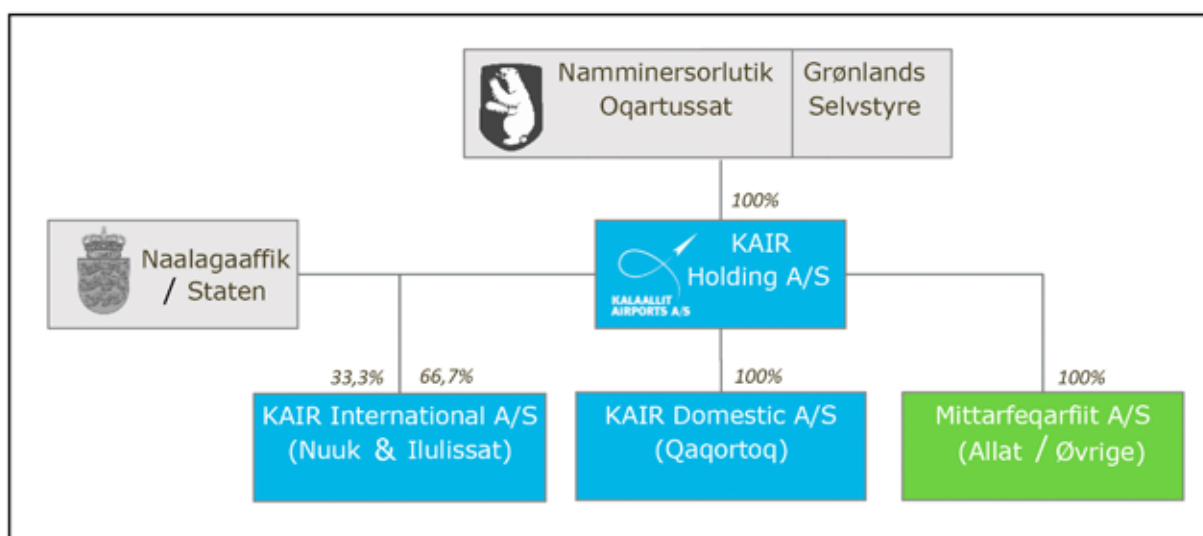 Namminersorlutik
Oqartussat
Grønlands
Selvstyre
100%
Naalagaaffik
/ Staten
KALAALLIT
AIRPORTS A/S
KAIR
Holding A/S
33,3%
66,7%
100%
100%
KAIR International A/S
(Nuuk & Ilulissat)
KAIR Domestic A/S
(Qaqortoq)
Mittarfeqarfiit A/S
(Allat / Øvrige)